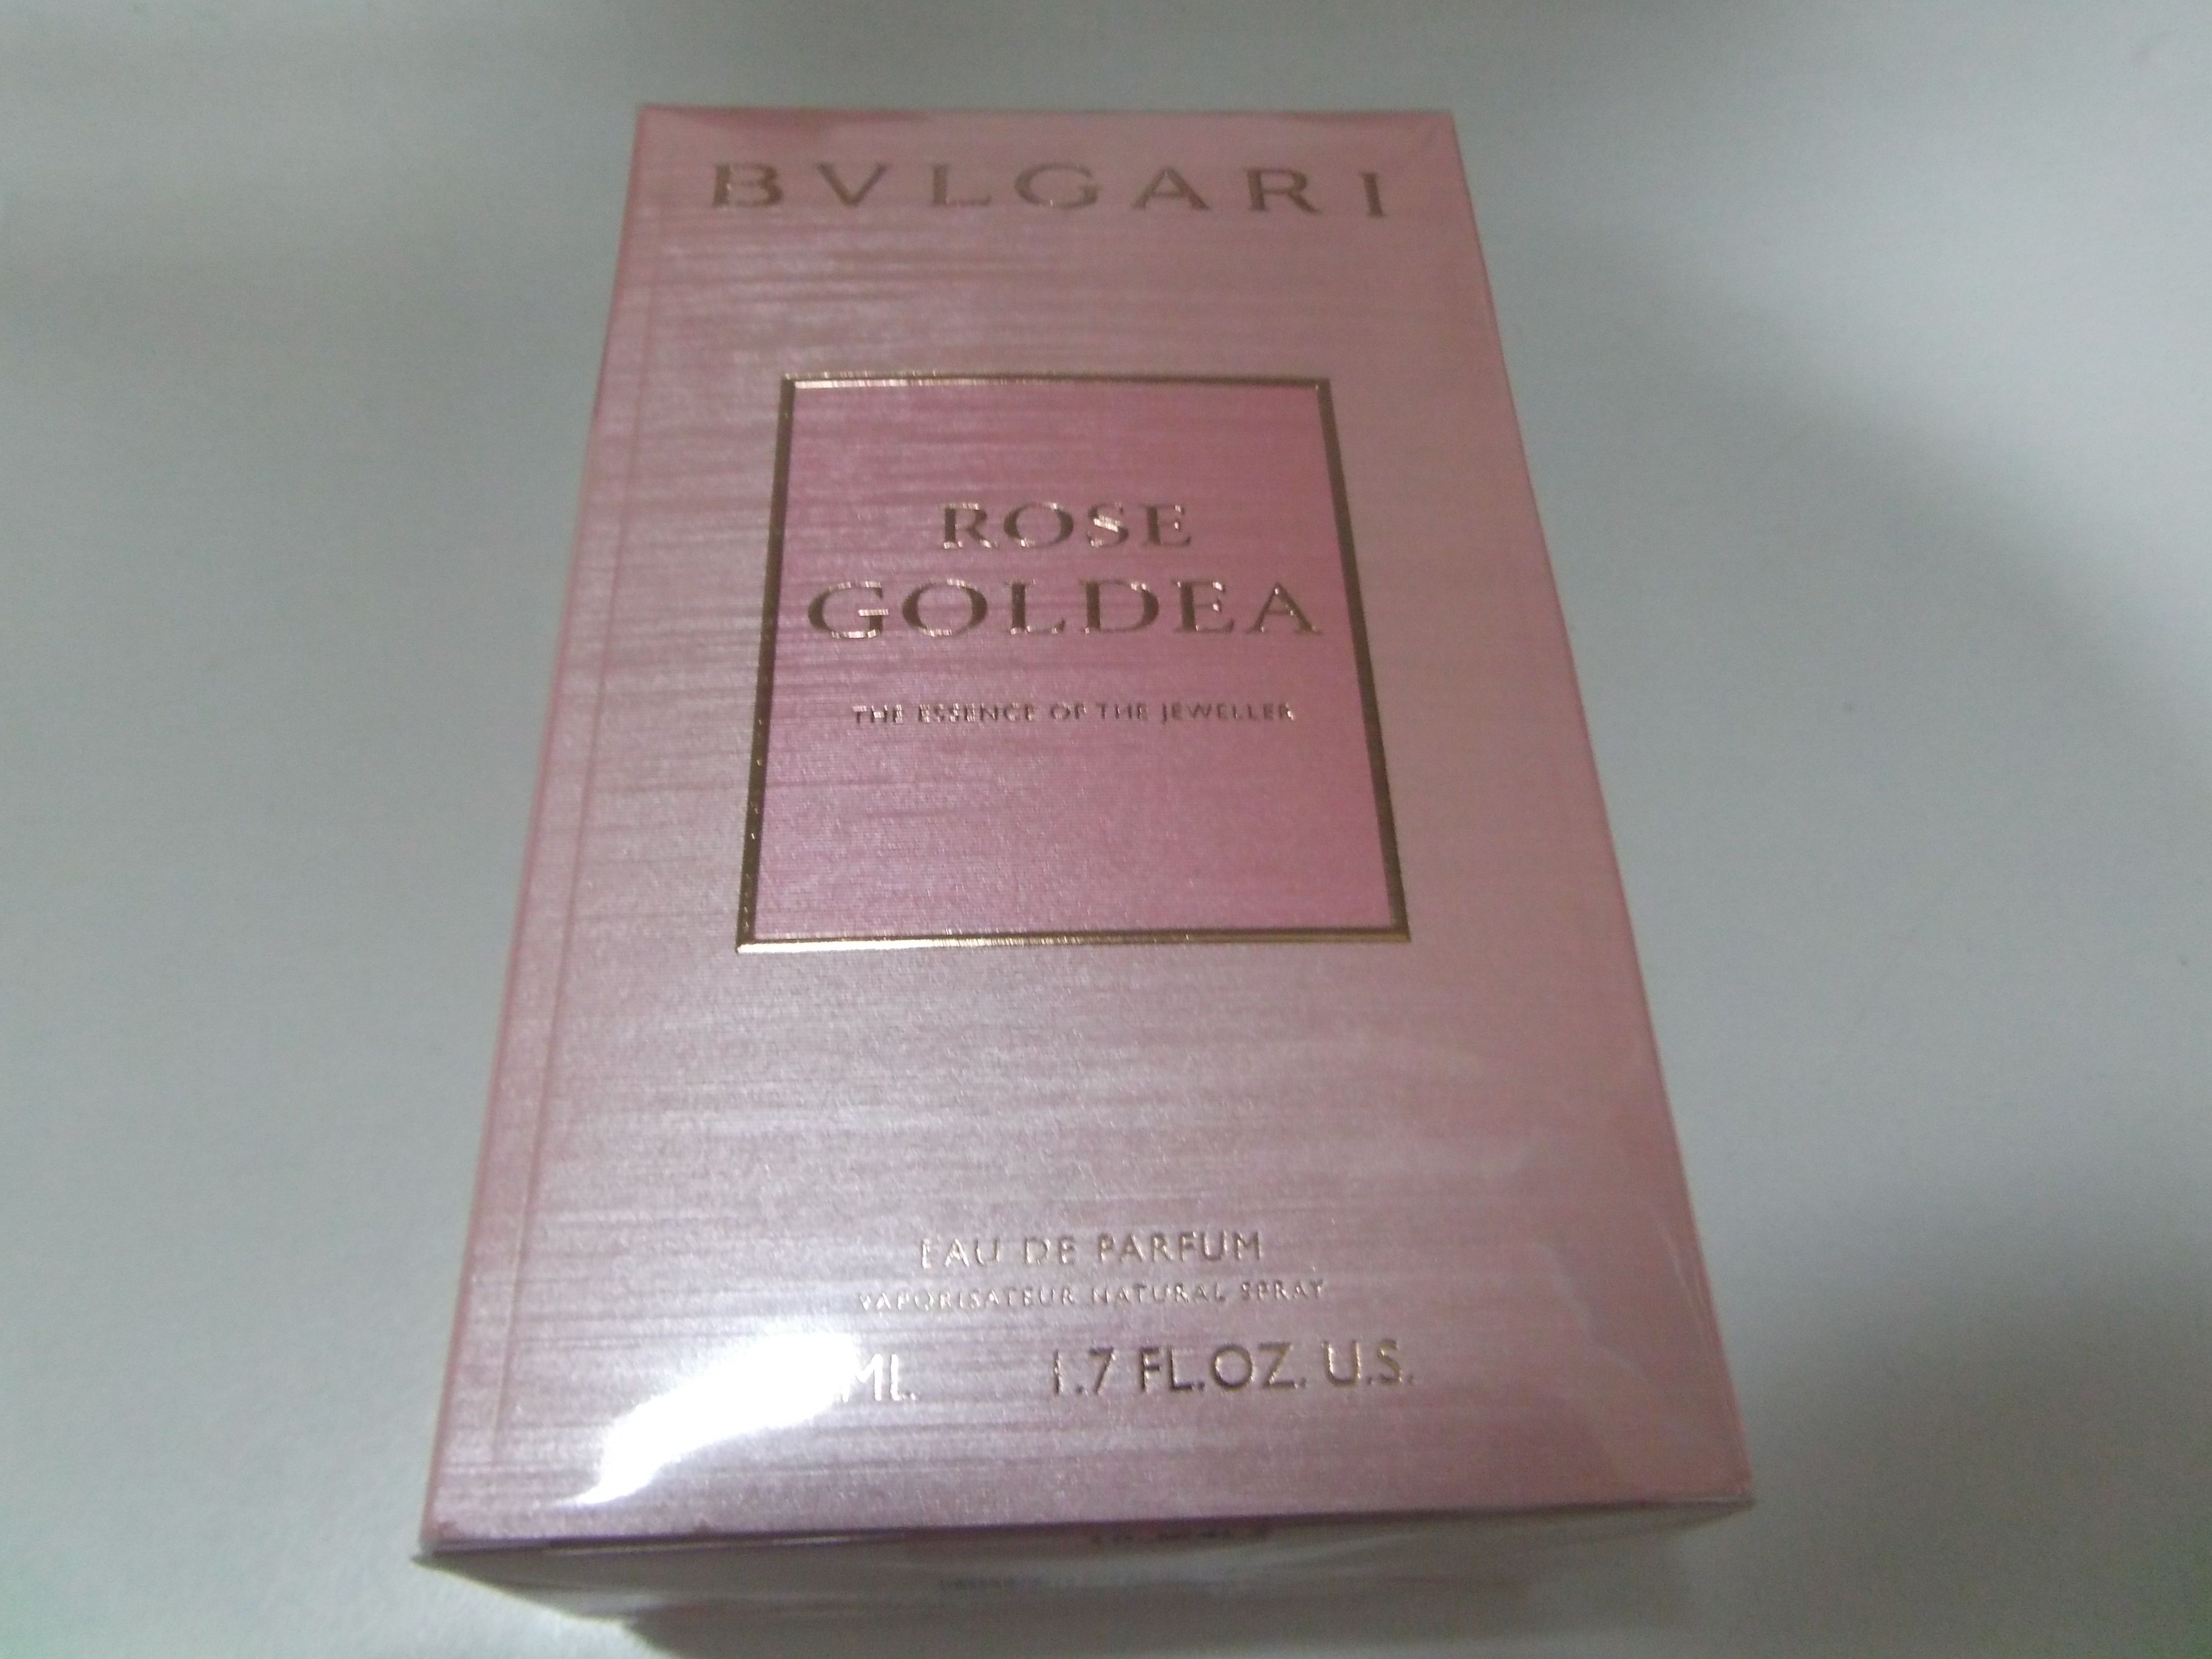 BVLGARI
ROSE
GOLDEA
THE ESSENCE OF THE JEWELLER
EAU DE PARFUM
VAPORISATEUR NATURAL SPRAY
ML. 1.7 FL.OZ. U.S.